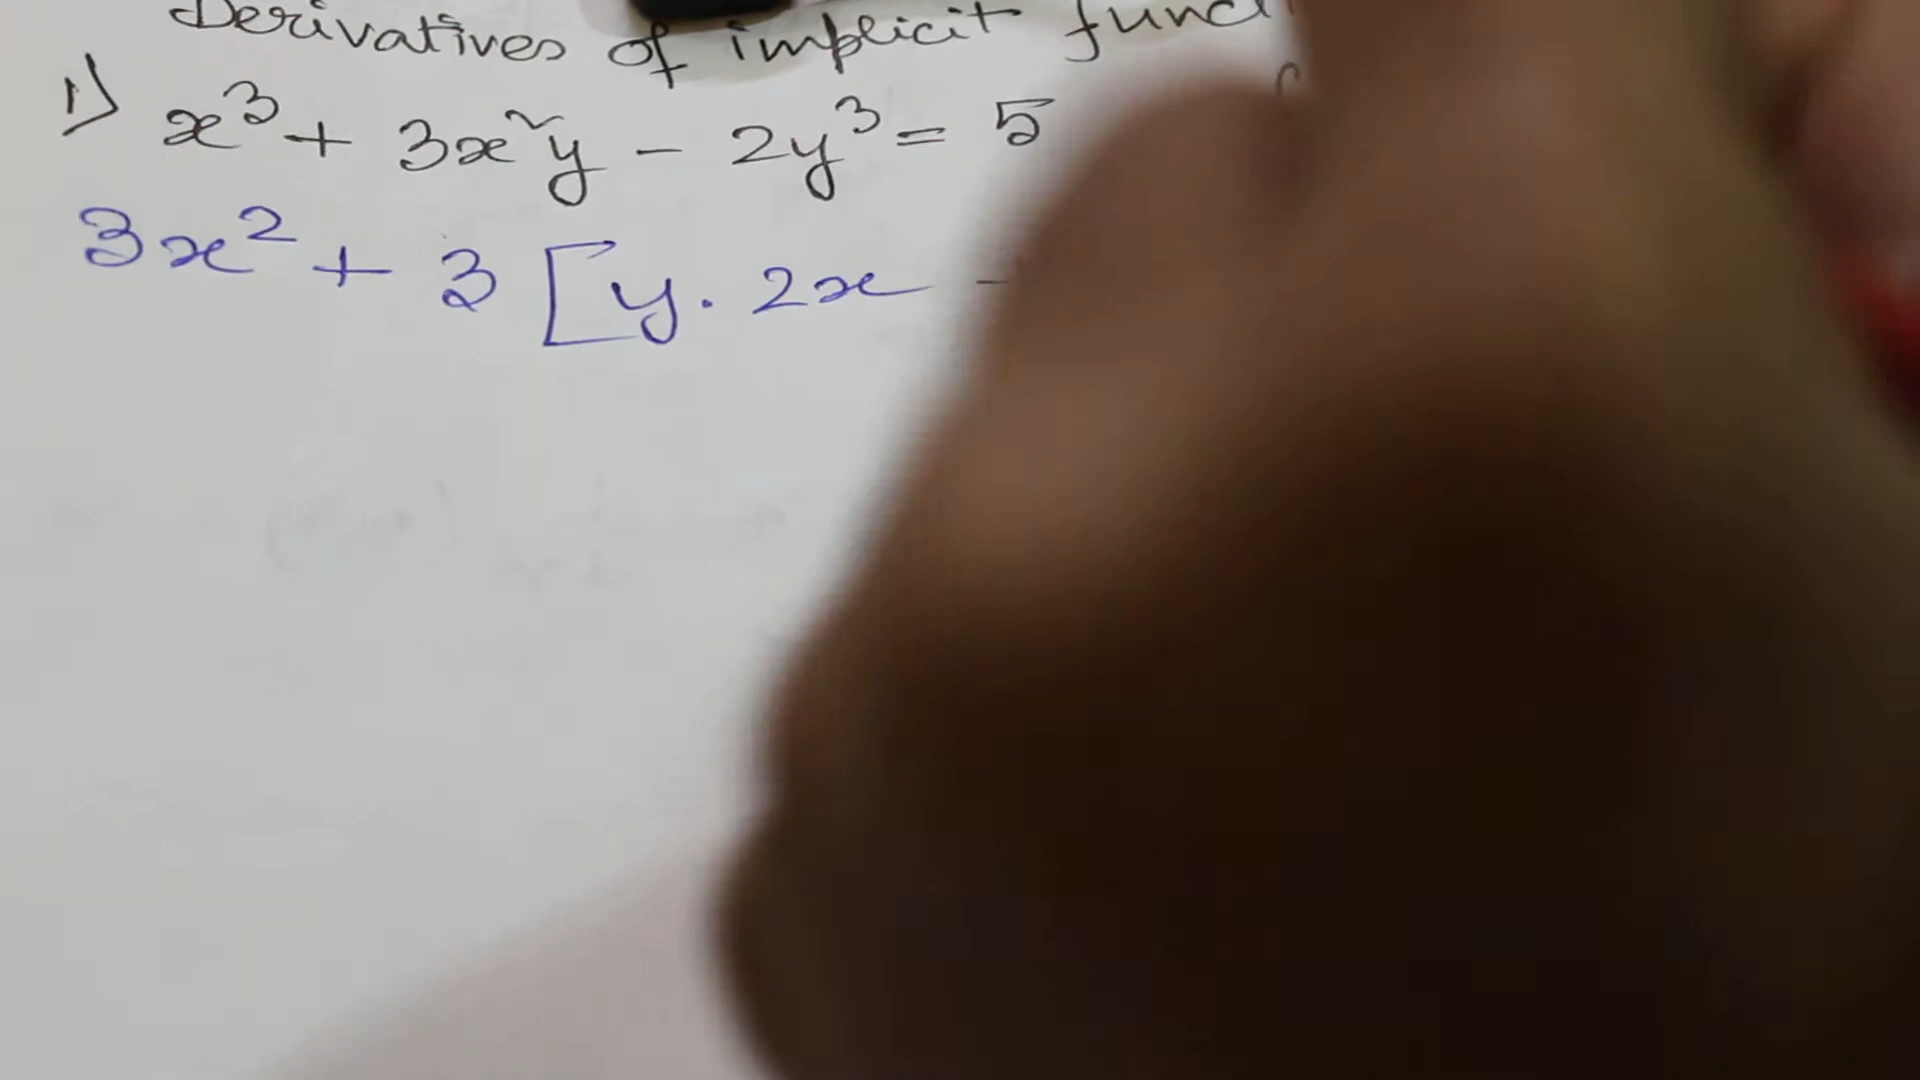 Derivatives of implicit
1) x³ + 3x²y - 2y³ = 5
3x² + 3 [y. 2x